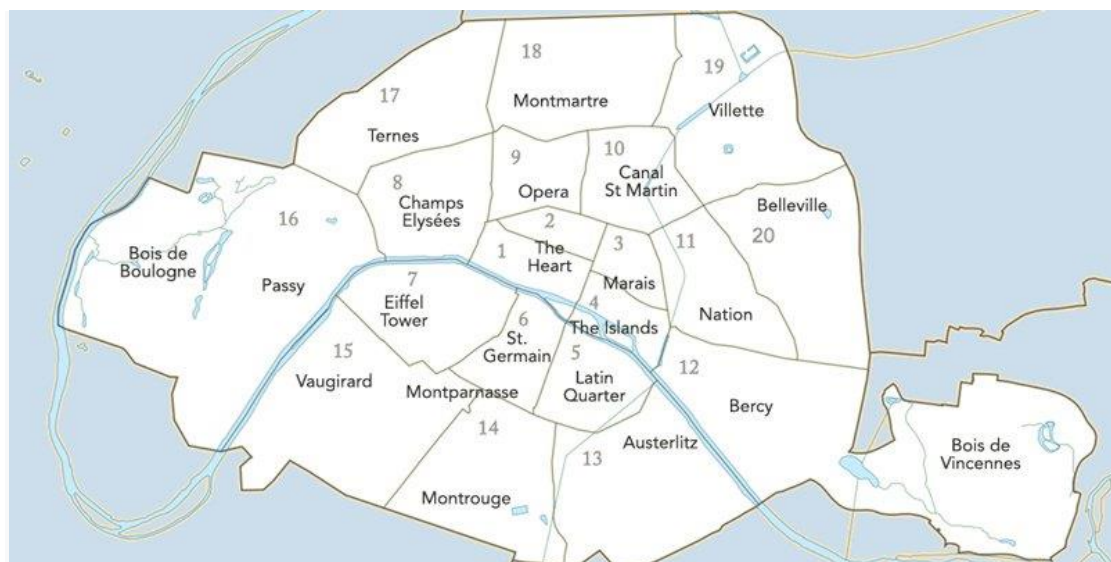 18
19
17
Montmartre
Villette
Ternes
10
9
8
Canal
St Martin
Opera
Champs
Elysées
Belleville
16
2
11
20
3
1
The
Heart
Bois de
Boulogne
7
Marais
Passy
Eiffel
Tower
4
Nation
6
The Islands
St.
Germain
15
5
12
Vaugirard
Latin
Quarter
Montparnasse
Bercy
14
Austerlitz
Bois de
Vincennes
13
Montrouge